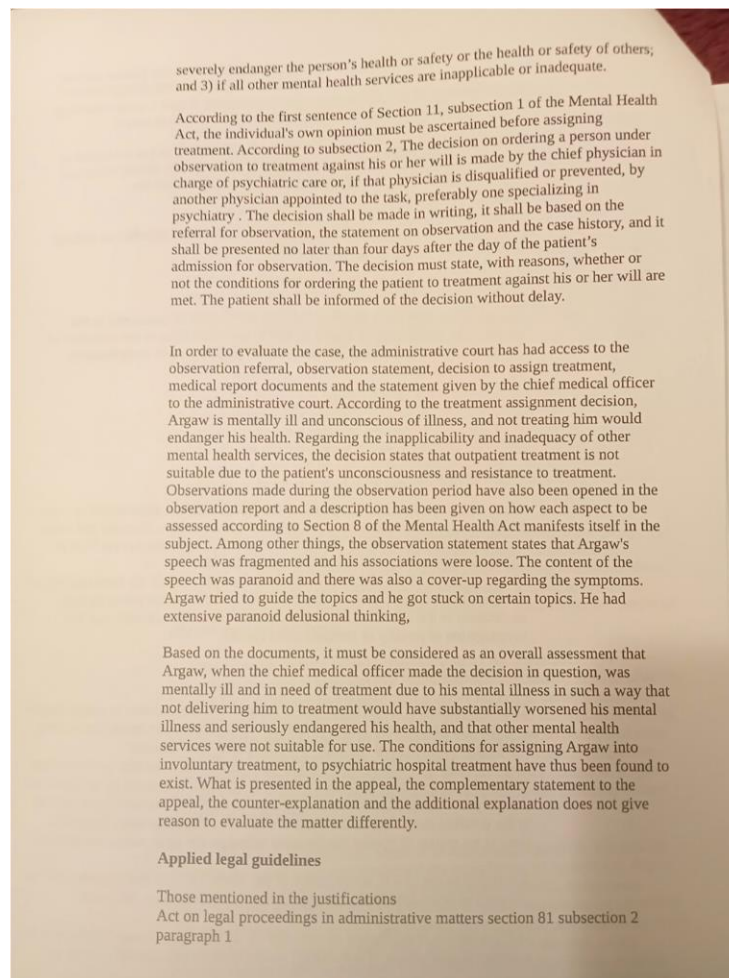 severely endanger the person's health or safety or the health or safety of others;
and 3) if all other mental health services are inapplicable or inadequate.
According to the first sentence of Section 11, subsection 1 of the Mental Health
Act, the individual's own opinion must be ascertained before assigning
treatment. According to subsection 2, The decision on ordering a person under
observation to treatment against his or her will is made by the chief physician in
charge of psychiatric care or, if that physician is disqualified or prevented, by
another physician appointed to the task, preferably one specializing in
psychiatry . The decision shall be made in writing, it shall be based on the
referral for observation, the statement on observation and the case history, and it
shall be presented no later than four days after the day of the patient's
admission for observation. The decision must state, with reasons, whether or
not the conditions for ordering the patient to treatment against his or her will are
met. The patient shall be informed of the decision without delay.
In order to evaluate the case, the administrative court has had access to the
observation referral, observation statement, decision to assign treatment,
medical report documents and the statement given by the chief medical officer
to the administrative court. According to the treatment assignment decision,
Argaw is mentally ill and unconscious of illness, and not treating him would
endanger his health. Regarding the inapplicability and inadequacy of other
mental health services, the decision states that outpatient treatment is not
suitable due to the patient's unconsciousness and resistance to treatment.
Observations made during the observation period have also been opened in the
observation report and a description has been given on how each aspect to be
assessed according to Section 8 of the Mental Health Act manifests itself in the
subject. Among other things, the observation statement states that Argaw's
speech was fragmented and his associations were loose. The content of the
speech was paranoid and there was also a cover-up regarding the symptoms.
Argaw tried to guide the topics and he got stuck on certain topics. He had
extensive paranoid delusional thinking,
Based on the documents, it must be considered as an overall assessment that
Argaw, when the chief medical officer made the decision in question, was
mentally ill and in need of treatment due to his mental illness in such a way that
not delivering him to treatment would have substantially worsened his mental
illness and seriously endangered his health, and that other mental health
services were not suitable for use. The conditions for assigning Argaw into
involuntary treatment, to psychiatric hospital treatment have thus been found to
exist. What is presented in the appeal, the complementary statement to the
appeal, the counter-explanation and the additional explanation does not give
reason to evaluate the matter differently.
Applied legal guidelines
Those mentioned in the justifications
Act on legal proceedings in administrative matters section 81 subsection 2
paragraph 1